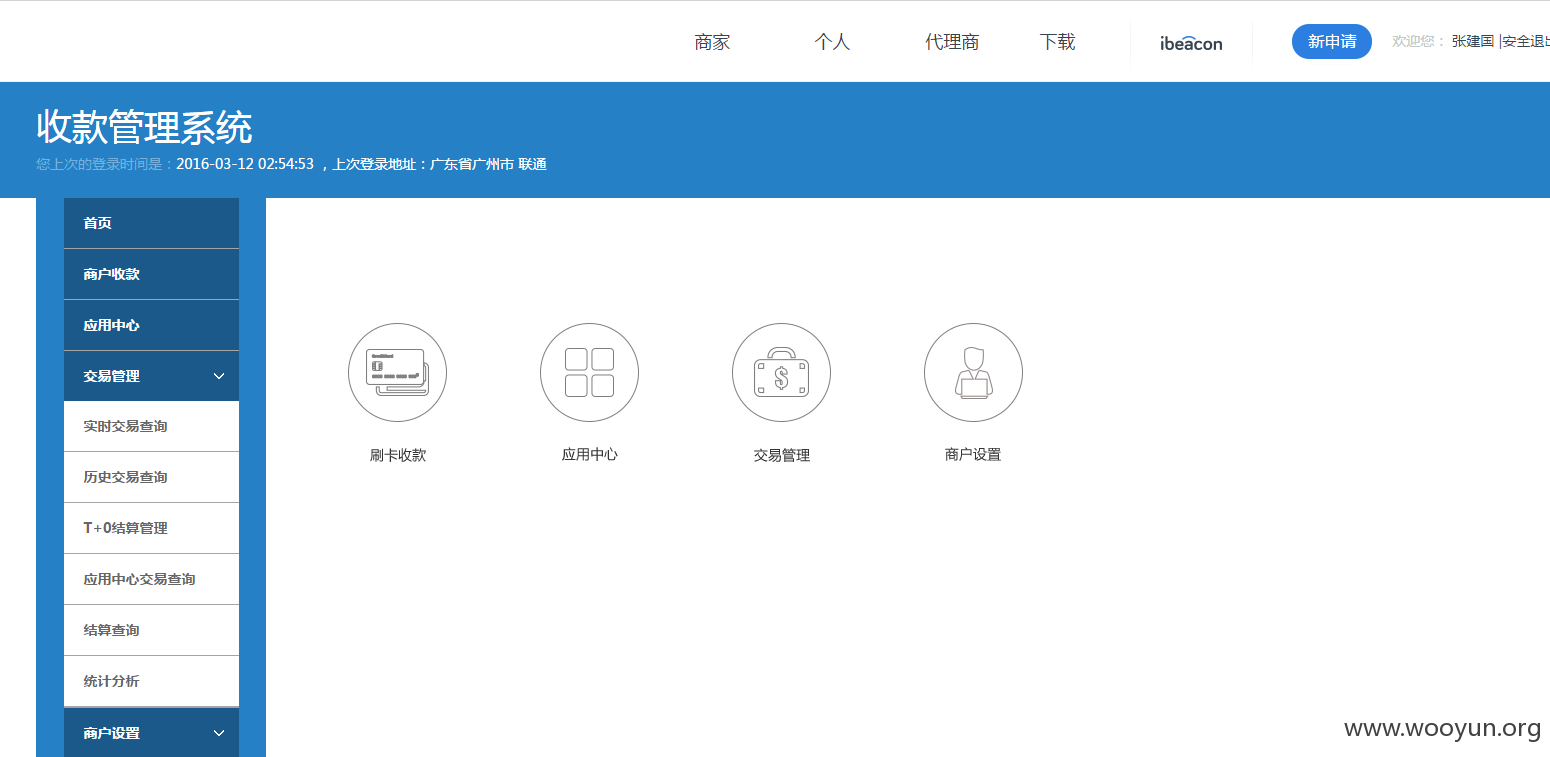 商家 个人 代理商 下载 ibeacon 新申请 欢迎您： 张建国 |安全退出
收款管理系统
您上次的登录时间是：2016-03-12 02:54:53 ，上次登录地址：广东省广州市 联通
首页
商户收款
应用中心
交易管理
实时交易查询
历史交易查询
T+0结算管理
应用中心交易查询
结算查询
统计分析
商户设置
刷卡收款 应用中心 交易管理 商户设置
www.wooyun.org